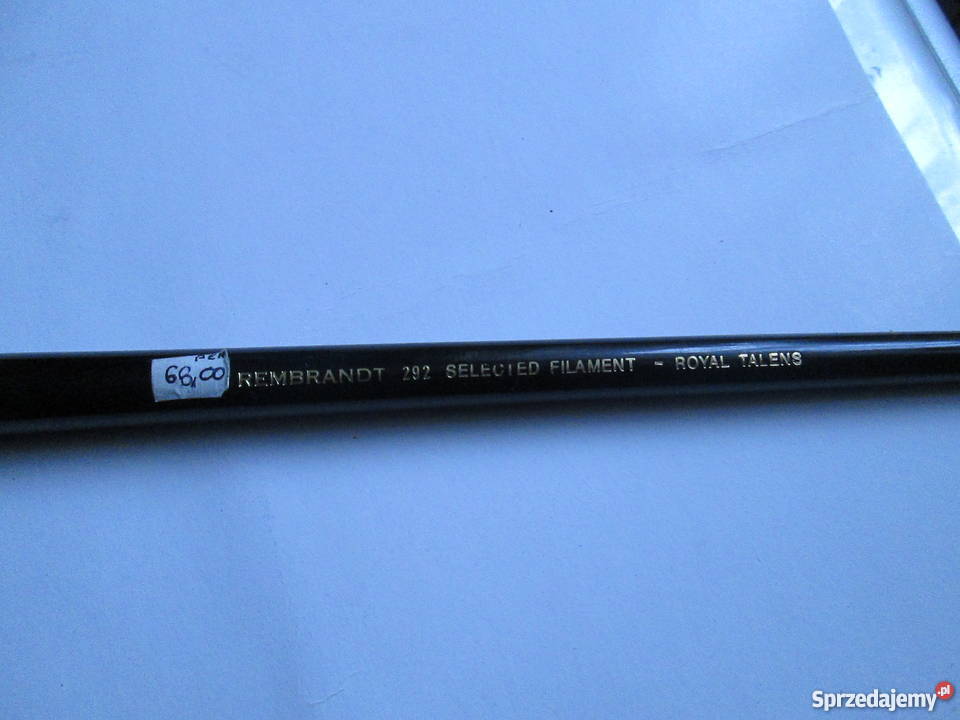 68,00 REMBRANDT 292 SELECTED FILAMENT - ROYAL TALENS
Sprzedajemy.pl